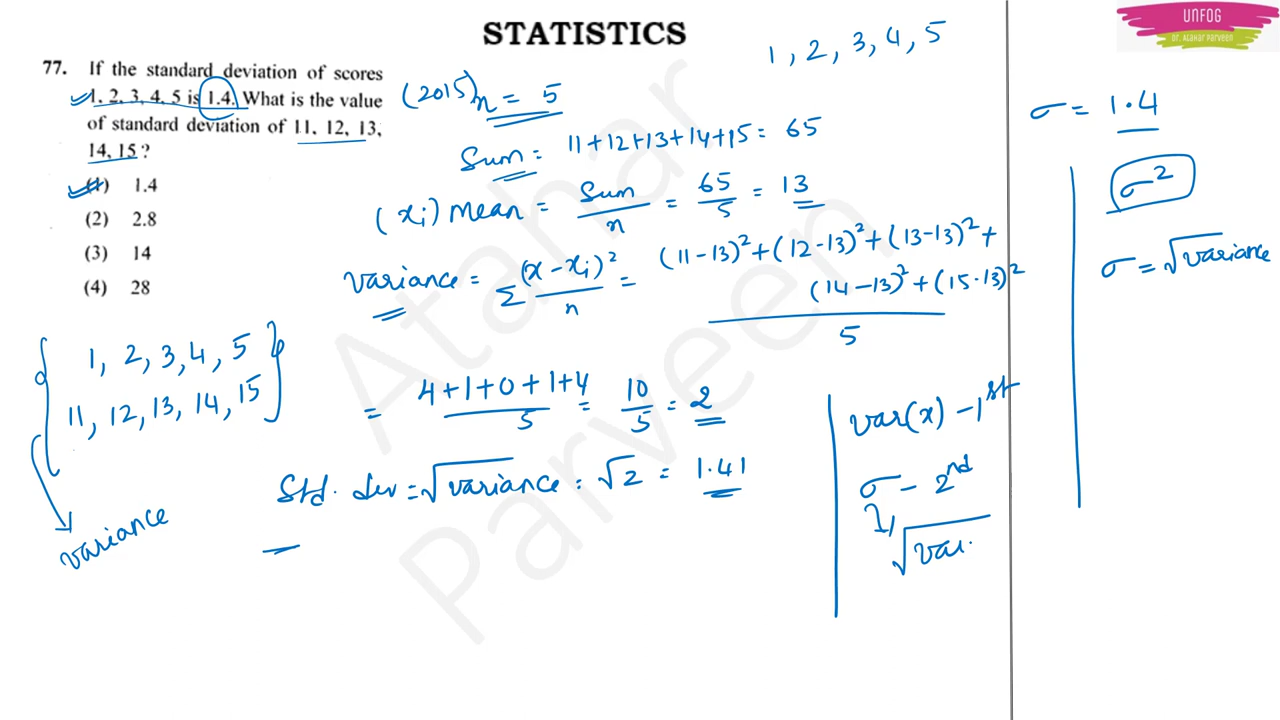 STATISTICS
UNFOG
Dr. Atahar Parveen
77. If the standard deviation of scores
1, 2, 3, 4, 5 is 1.4. What is the value
of standard deviation of 11, 12, 13,
14, 15?
(1) 1.4
(2) 2.8
(3) 14
(4) 28
1, 2, 3, 4, 5
(2015)
n = 5
Sum = 11+12+13+14+15 = 65
(xi) Mean = Sum/n = 65/5 = 13
variance = Σ (x-xi)²/n = (11-13)² + (12-13)² + (13-13)² +
(14-13)² + (15-13)²
5
= 4+1+0+1+4/5 = 10/5 = 2
Std. dev = √variance = √2 = 1.41
1, 2, 3, 4, 5
11, 12, 13, 14, 15
variance
var(x) - 1st
σ - 2nd
√var.
σ = 1.4
σ²
σ = √variance
Atahar
Parveen